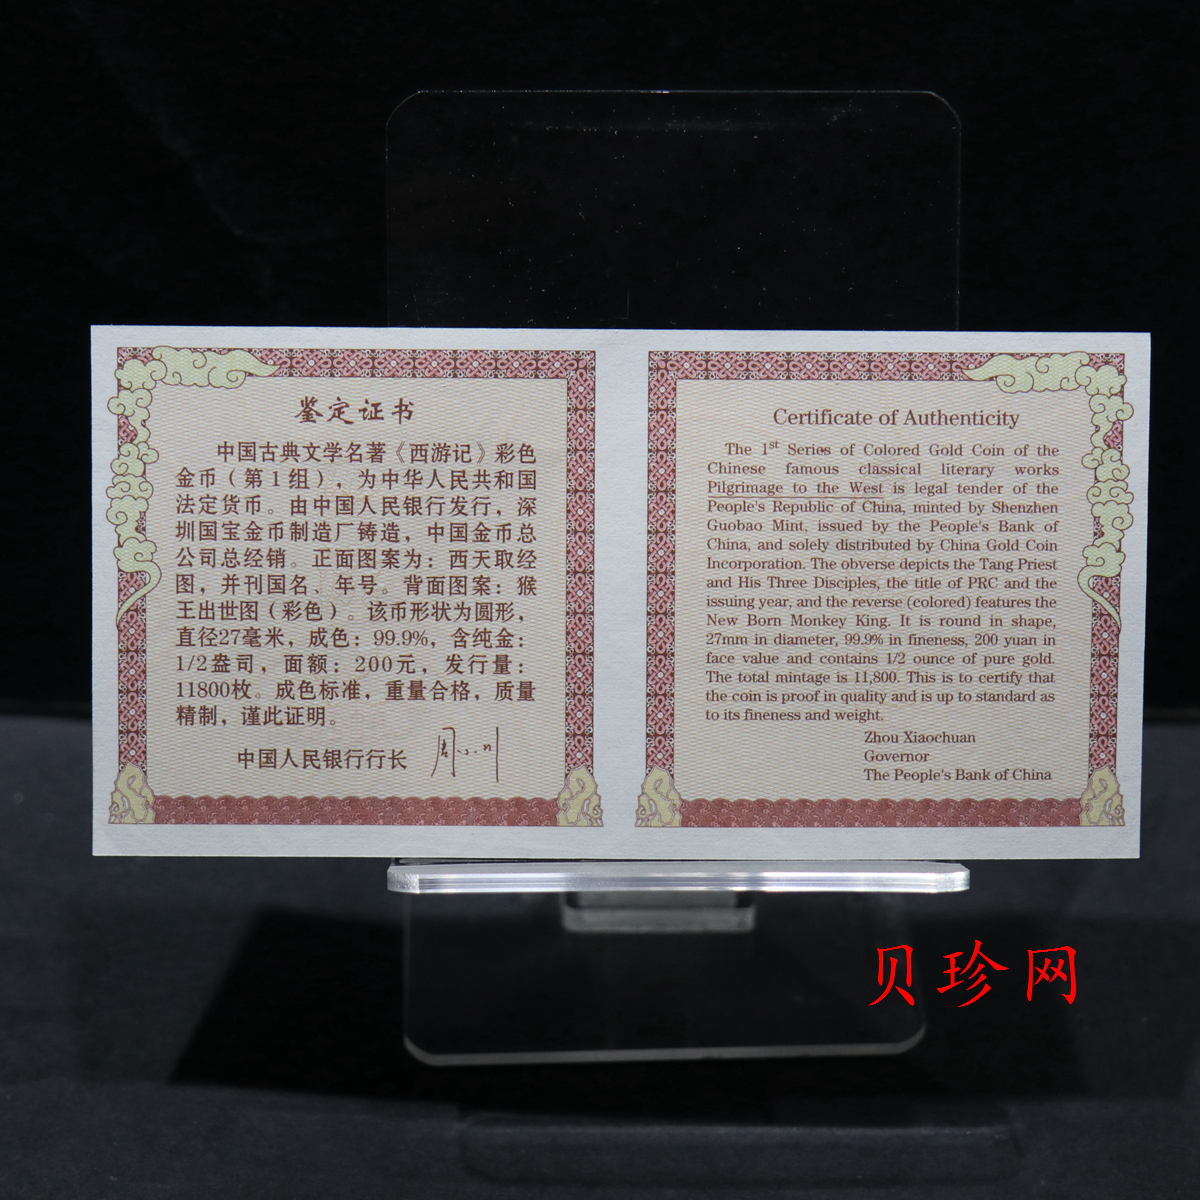 鉴定证书
中国古典文学名著《西游记》彩色
金币（第1组），为中华人民共和国
法定货币。由中国人民银行发行，深
圳国宝金币制造厂铸造，中国金币总
公司总经销。正面图案为：西天取经
图，并刊国名、年号。背面图案：猴
王出世图（彩色）。该币形状为圆形，
直径27毫米，成色：99.9%，含纯金：
1/2盎司，面额：200元，发行量：
11800枚。成色标准，重量合格，质量
精制，谨此证明。
中国人民银行行长 周小川
Certificate of Authenticity
The 1st Series of Colored Gold Coin of the
Chinese famous classical literary works
Pilgrimage to the West is legal tender of the
People's Republic of China, minted by Shenzhen
Guobao Mint, issued by the People's Bank of
China, and solely distributed by China Gold Coin
Incorporation. The obverse depicts the Tang Priest
and His Three Disciples, the title of PRC and the
issuing year, and the reverse (colored) features the
New Born Monkey King. It is round in shape,
27mm in diameter, 99.9% in fineness, 200 yuan in
face value and contains 1/2 ounce of pure gold.
The total mintage is 11,800. This is to certify that
the coin is proof in quality and is up to standard as
to its fineness and weight.
Zhou Xiaochuan
Governor
The People's Bank of China
贝珍网